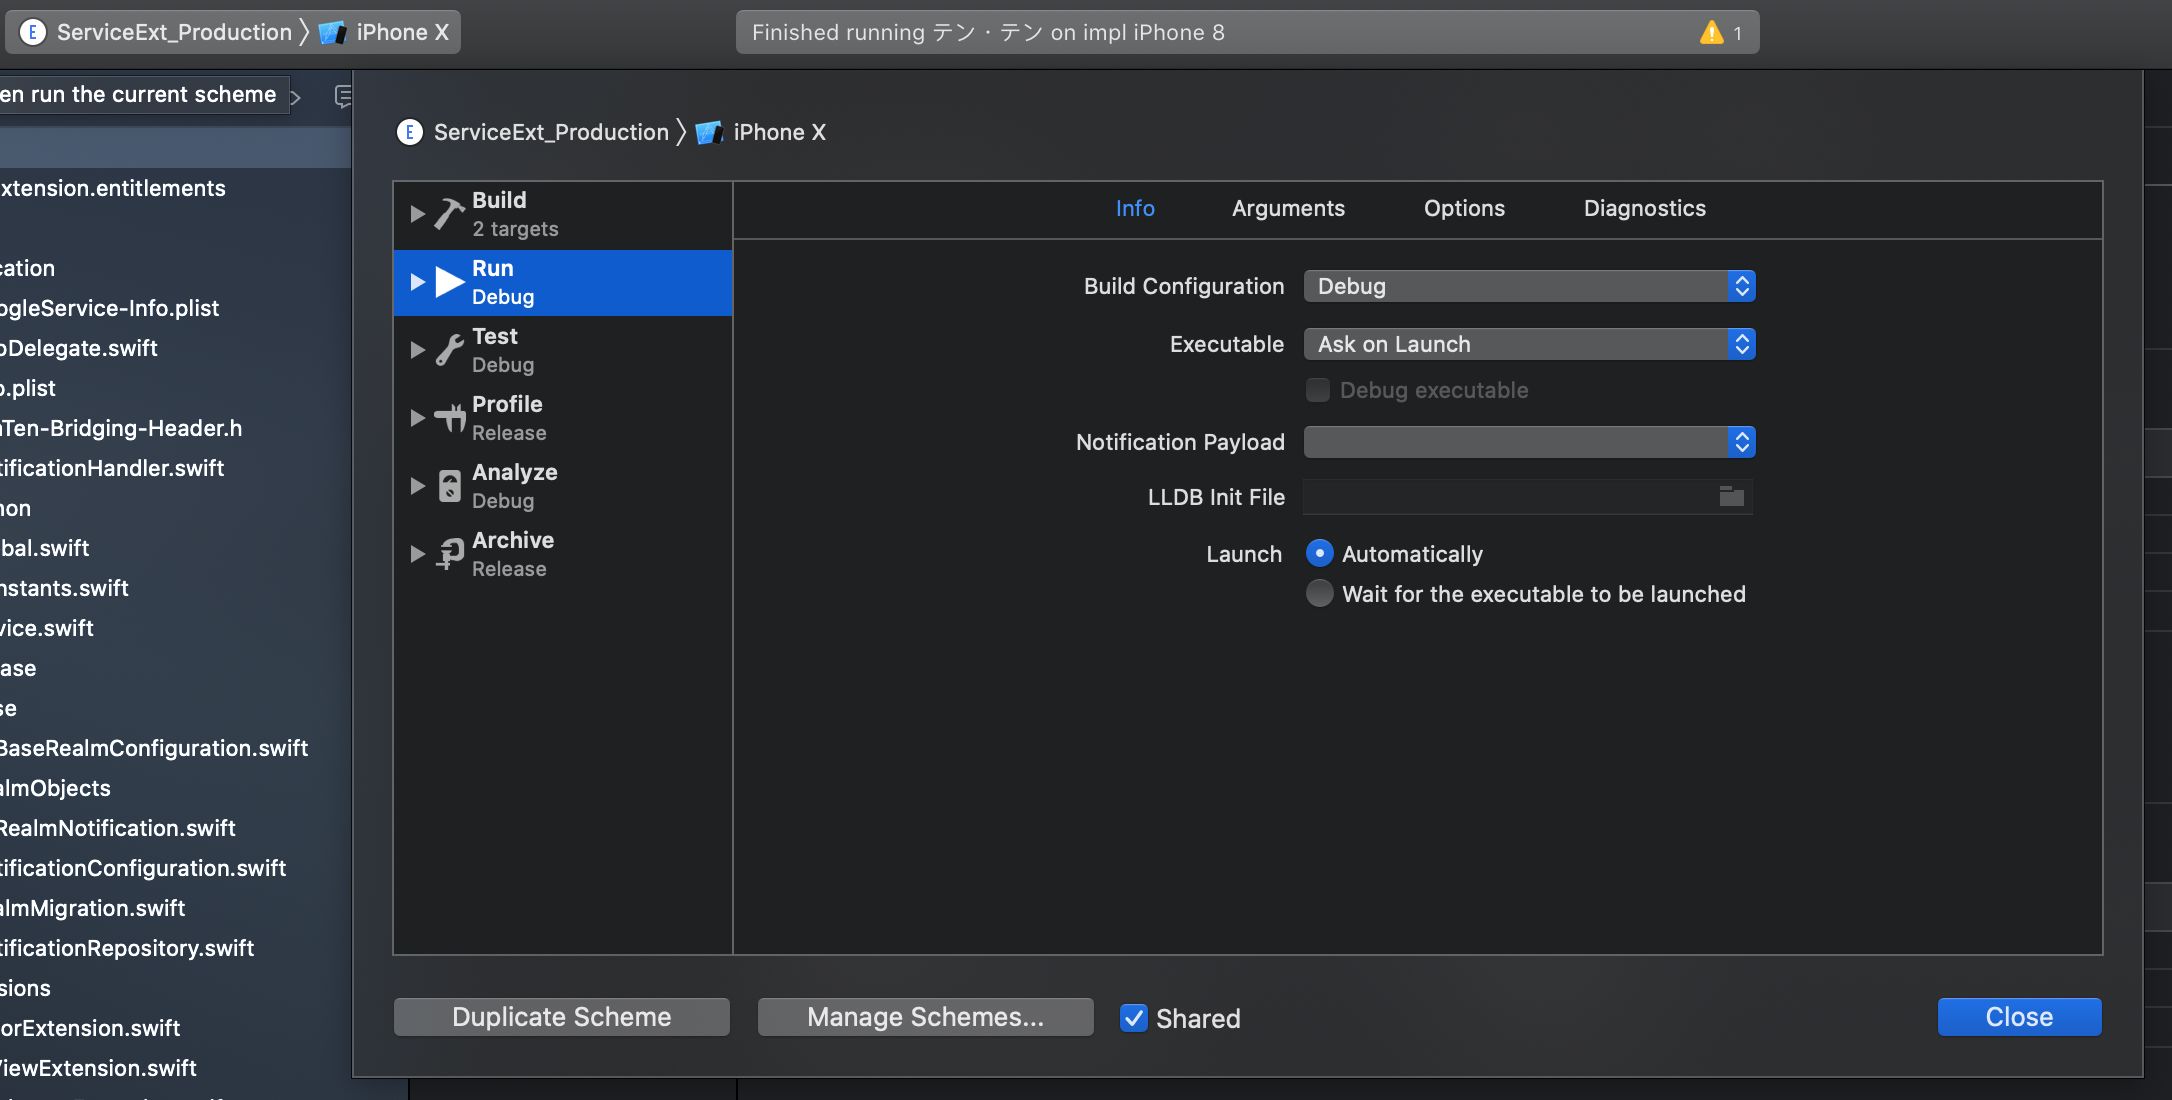 ServiceExt_Production 〉 iPhone X
Finished running テン・テン on impl iPhone 8
1
en run the current scheme
xtension.entitlements
cation
ogleService-Info.plist
pDelegate.swift
o.plist
nTen-Bridging-Header.h
tificationHandler.swift
non
bal.swift
nstants.swift
vice.swift
ase
se
BaseRealmConfiguration.swift
almObjects
RealmNotification.swift
tificationConfiguration.swift
almMigration.swift
tificationRepository.swift
sions
orExtension.swift
ViewExtension.swift
ServiceExt_Production 〉 iPhone X
Build
2 targets
Run
Debug
Test
Debug
Profile
Release
Analyze
Debug
Archive
Release
Info Arguments Options Diagnostics
Build Configuration Debug
Executable Ask on Launch
Debug executable
Notification Payload
LLDB Init File
Launch Automatically
Wait for the executable to be launched
Duplicate Scheme Manage Schemes... Shared Close